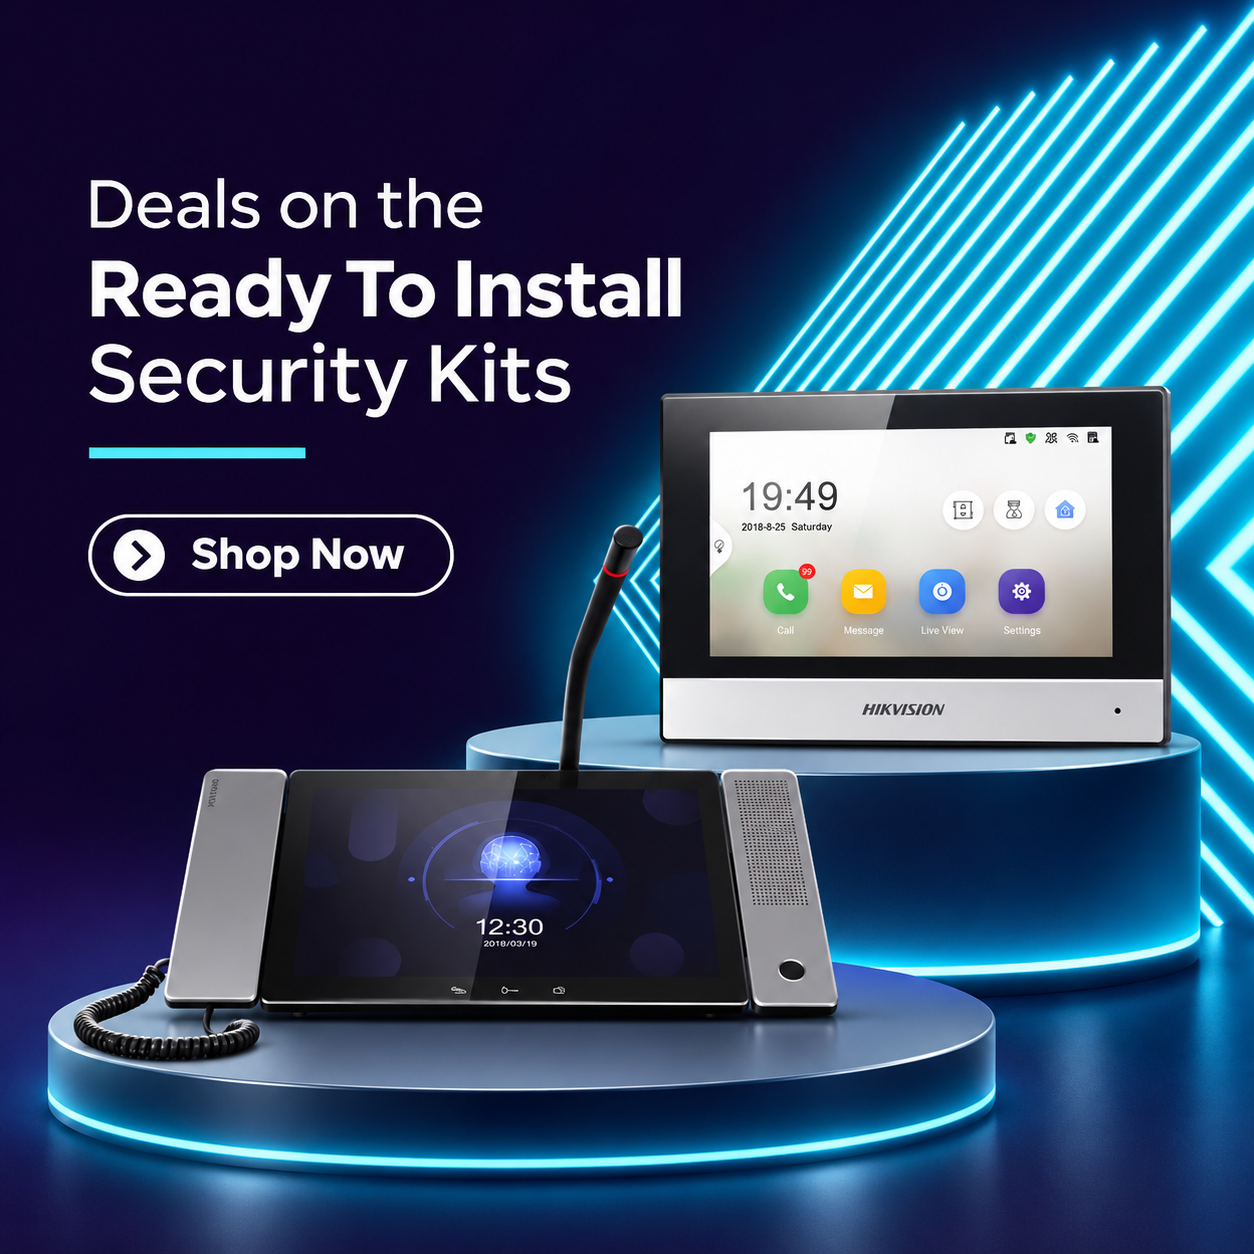 Deals on the
Ready To Install
Security Kits
Shop Now
19:49
2018-8-25 Saturday
99
Call
Message
Live View
Settings
HIKVISION
12:30
2018/03/19